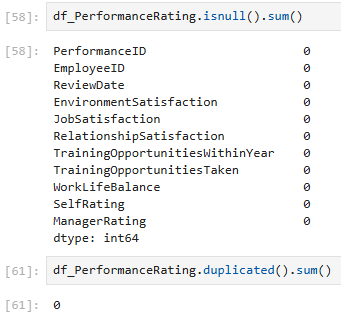 [58]: df_PerformanceRating.isnull().sum()
[58]: PerformanceID 0
EmployeeID 0
ReviewDate 0
EnvironmentSatisfaction 0
JobSatisfaction 0
RelationshipSatisfaction 0
TrainingOpportunitiesWithinYear 0
TrainingOpportunitiesTaken 0
WorkLifeBalance 0
SelfRating 0
ManagerRating 0
dtype: int64
[61]: df_PerformanceRating.duplicated().sum()
[61]: 0